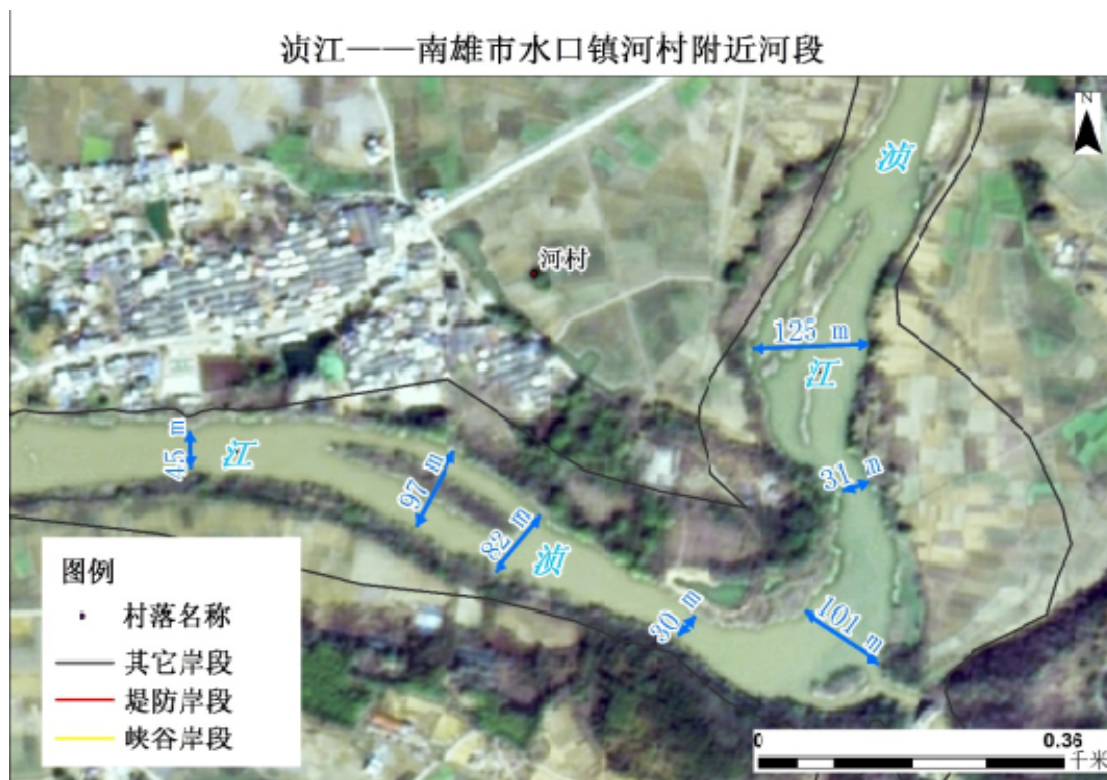 浈江——南雄市水口镇河村附近河段
N
浈
河村
125 m
江
45 m
江
97 m
31 m
82 m
浈
30 m
101 m
图例
村落名称
其它岸段
堤防岸段
峡谷岸段
0 0.36
千米